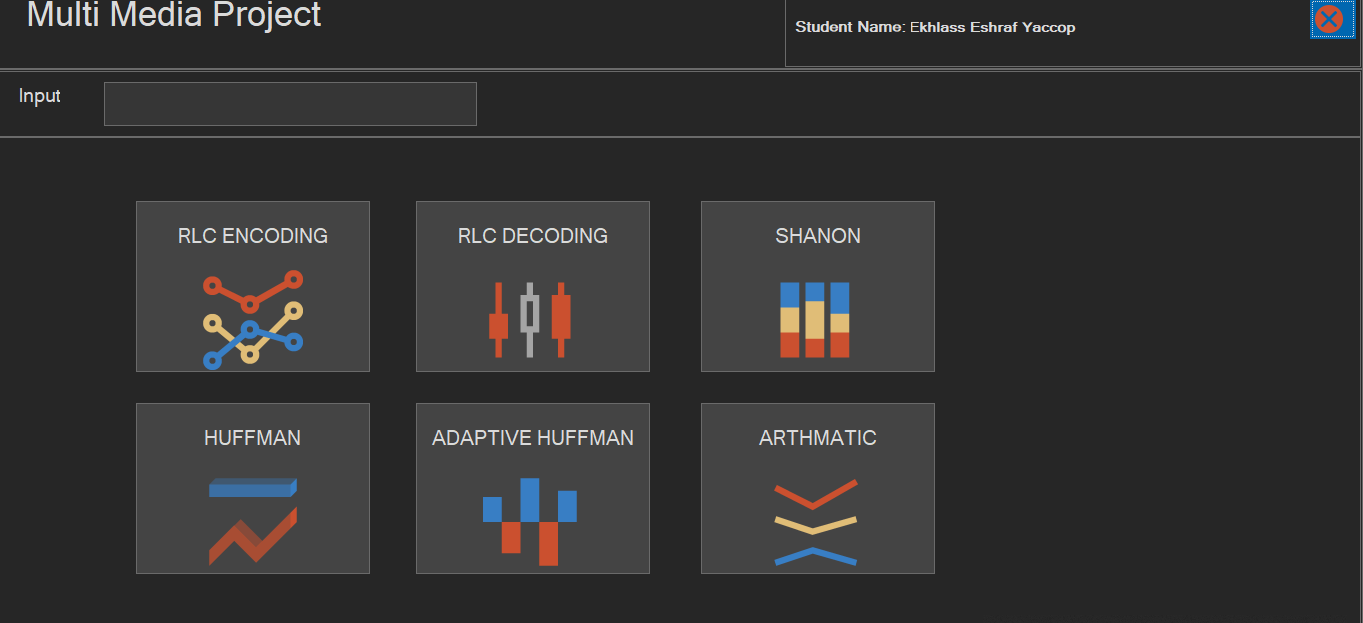 Multi Media Project
Student Name: Ekhlass Eshraf Yaccop
Input
RLC ENCODING
RLC DECODING
SHANON
HUFFMAN
ADAPTIVE HUFFMAN
ARTHMATIC